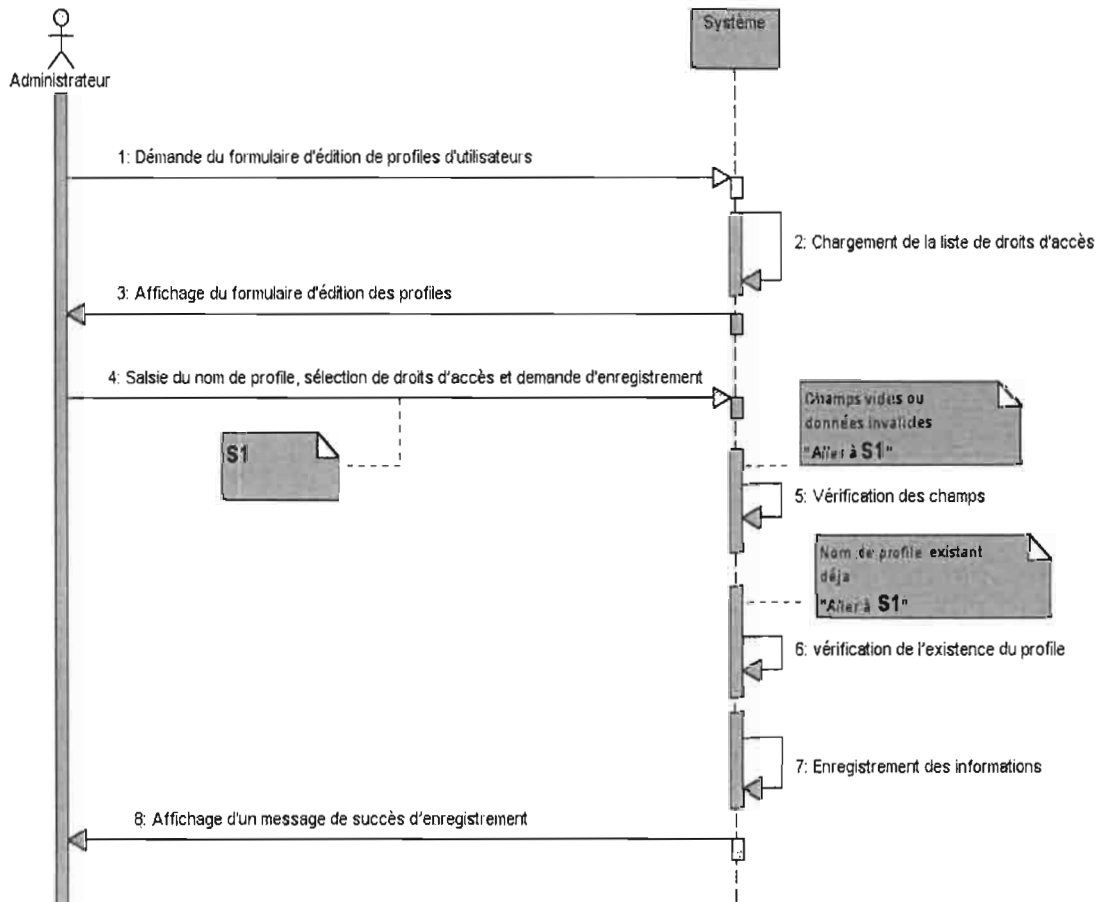 Système
Administrateur
1: Démande du formulaire d'édition de profiles d'utilisateurs
2: Chargement de la liste de droits d'accès
3: Affichage du formulaire d'édition des profiles
4: Saisie du nom de profile, sélection de droits d'accès et demande d'enregistrement
S1
Champs vides ou
données invalides
"Aller à S1"
5: Vérification des champs
Nom de profile existant
déja
"Aller à S1"
6: vérification de l'existence du profile
7: Enregistrement des informations
8: Affichage d'un message de succès d'enregistrement